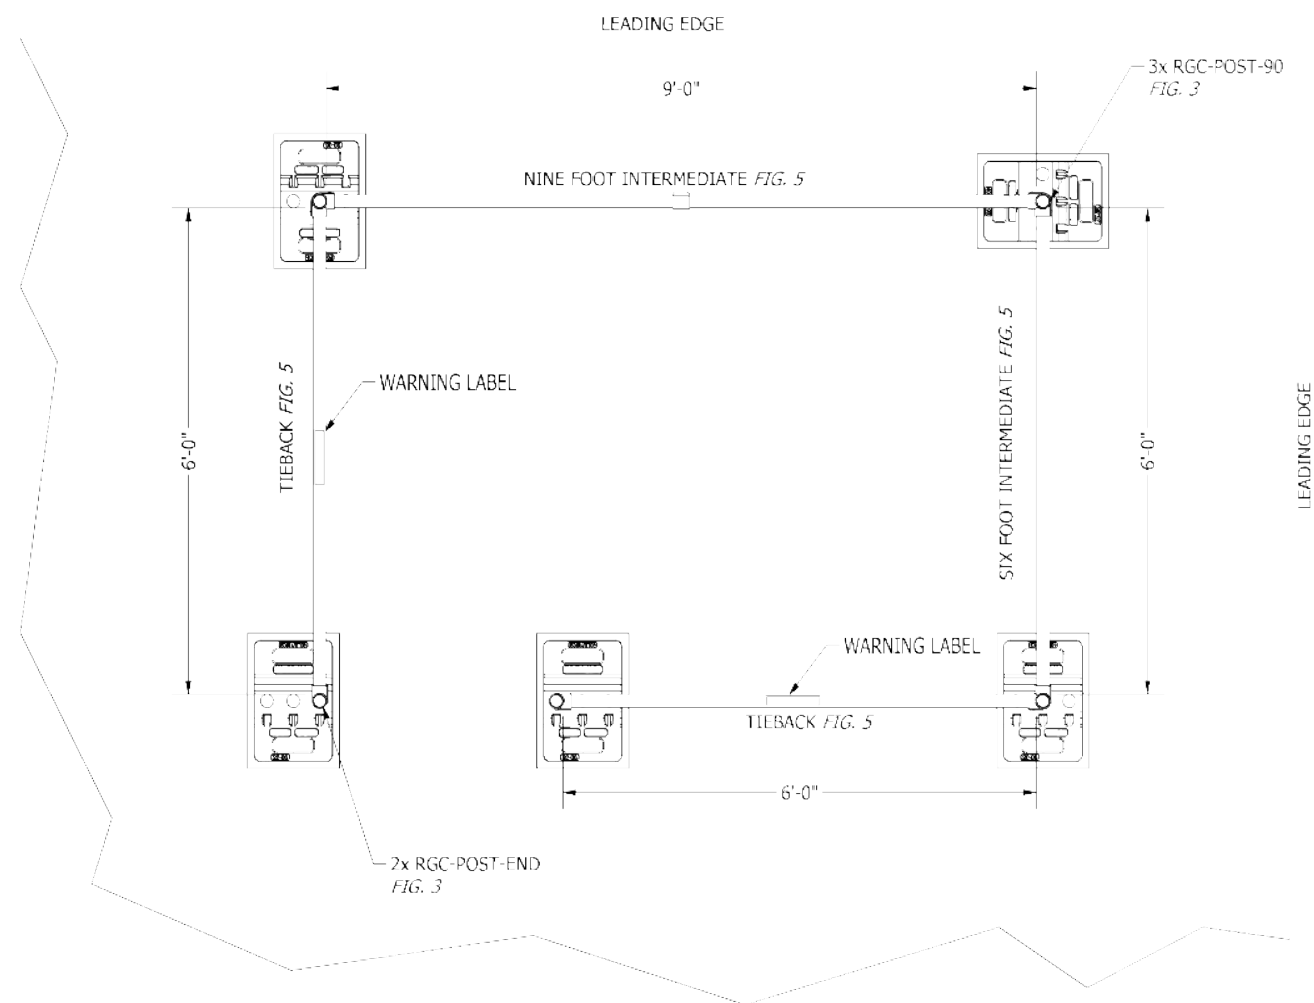 LEADING EDGE
9'-0"
3x RGC-POST-90
FIG. 3
NINE FOOT INTERMEDIATE FIG. 5
TIEBACK FIG. 5
WARNING LABEL
6'-0"
SIX FOOT INTERMEDIATE FIG. 5
6'-0"
LEADING EDGE
WARNING LABEL
TIEBACK FIG. 5
6'-0"
2x RGC-POST-END
FIG. 3